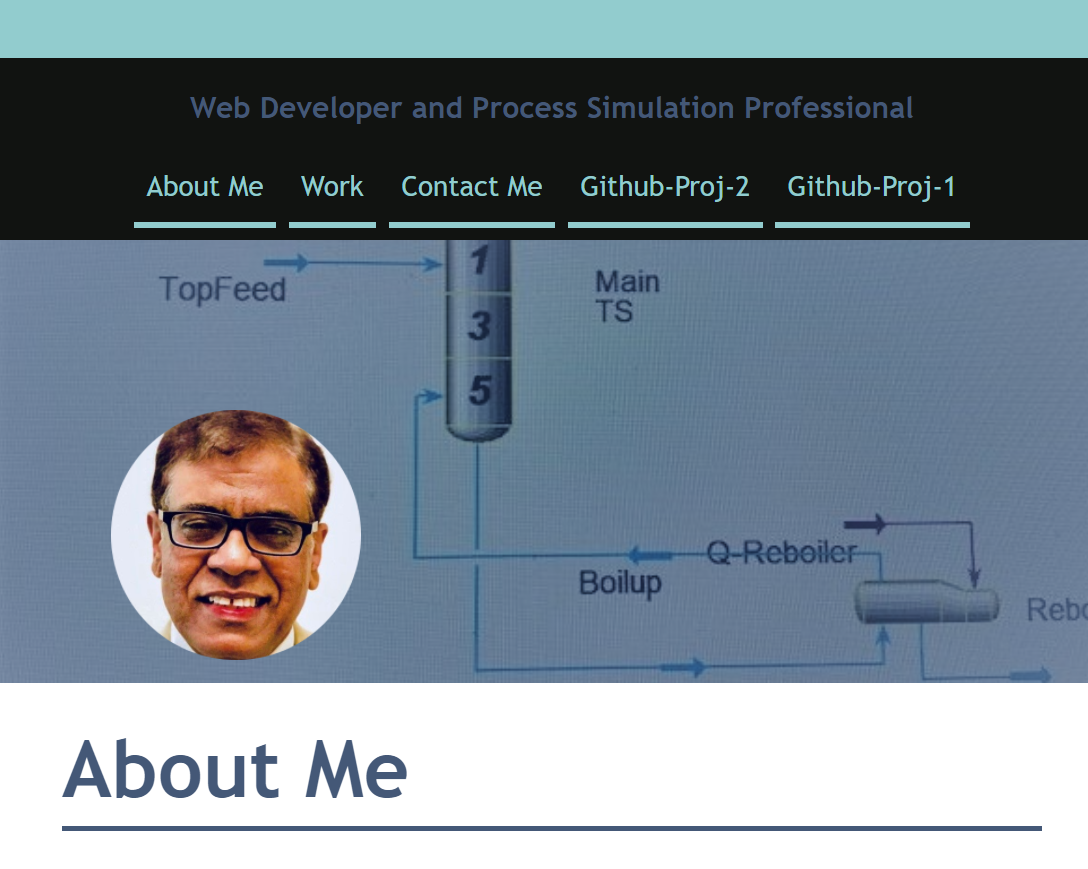 Web Developer and Process Simulation Professional
About Me Work Contact Me Github-Proj-2 Github-Proj-1
1
TopFeed
Main
TS
3
5
Q-Reboiler
Boilup
About Me